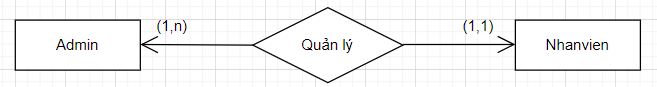 (1,n)
(1,1)
Admin
Quản lý
Nhanvien